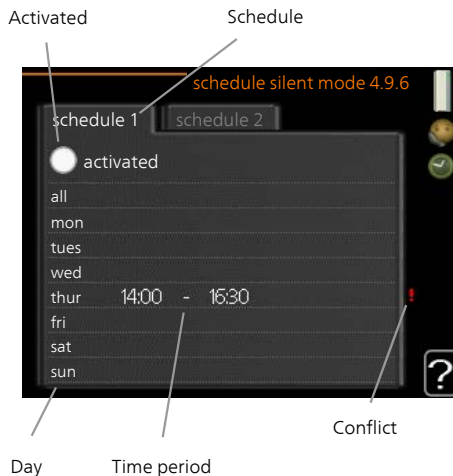 Activated
Schedule
schedule silent mode 4.9.6
schedule 1
schedule 2
activated
all
mon
tues
wed
thur 14:00 - 16:30 !
fri
sat
sun
?
Conflict
Day
Time period